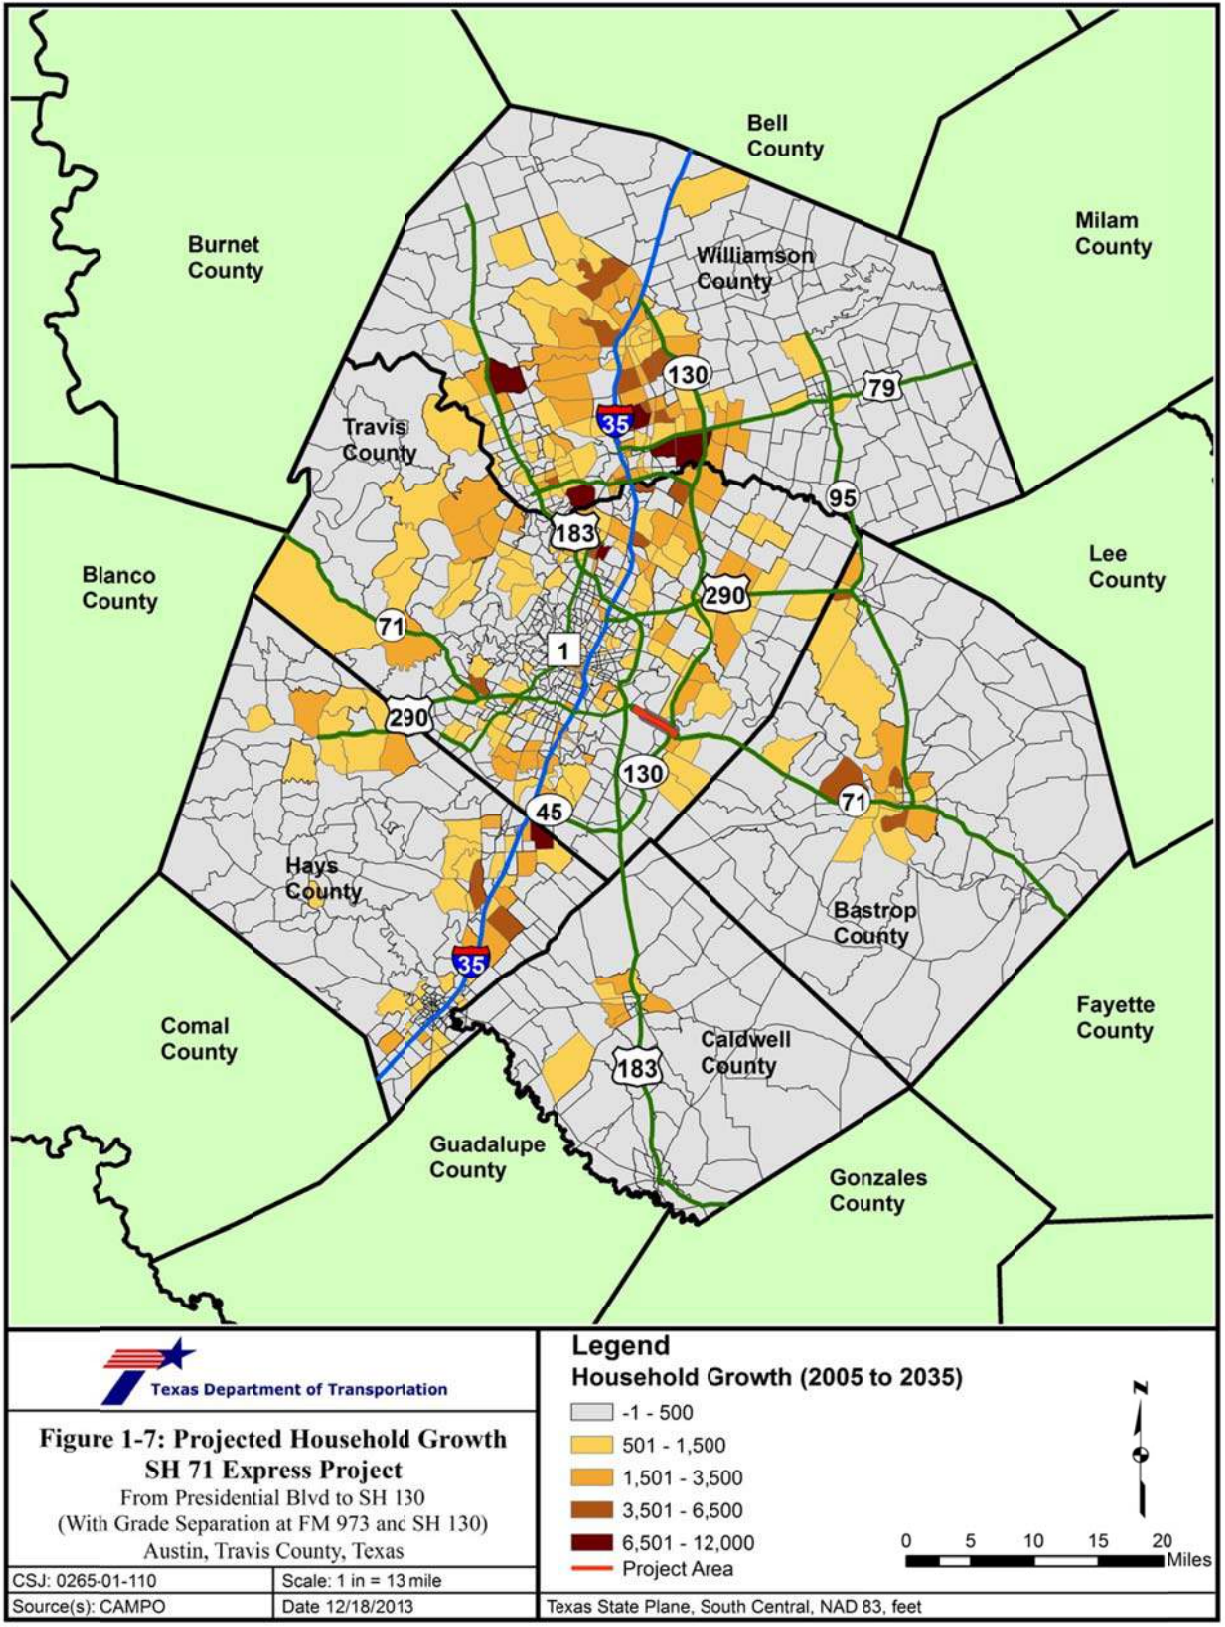 Bell
County
Milam
County
Burnet
County
Williamson
County
130
79
35
Travis
County
95
183
Lee
County
Blanco
County
290
71
1
290
130
71
45
Hays
County
Bastrop
County
35
Fayette
County
Comal
County
Caldwell
County
183
Guadalupe
County
Gonzales
County
Texas Department of Transportation
Figure 1-7: Projected Household Growth
SH 71 Express Project
From Presidential Blvd to SH 130
(With Grade Separation at FM 973 and SH 130)
Austin, Travis County, Texas
CSJ: 0265-01-110
Scale: 1 in = 13 mile
Source(s): CAMPO
Date 12/18/2013
Legend
Household Growth (2005 to 2035)
-1 - 500
501 - 1,500
1,501 - 3,500
3,501 - 6,500
6,501 - 12,000
Project Area
N
0 5 10 15 20
Miles
Texas State Plane, South Central, NAD 83, feet